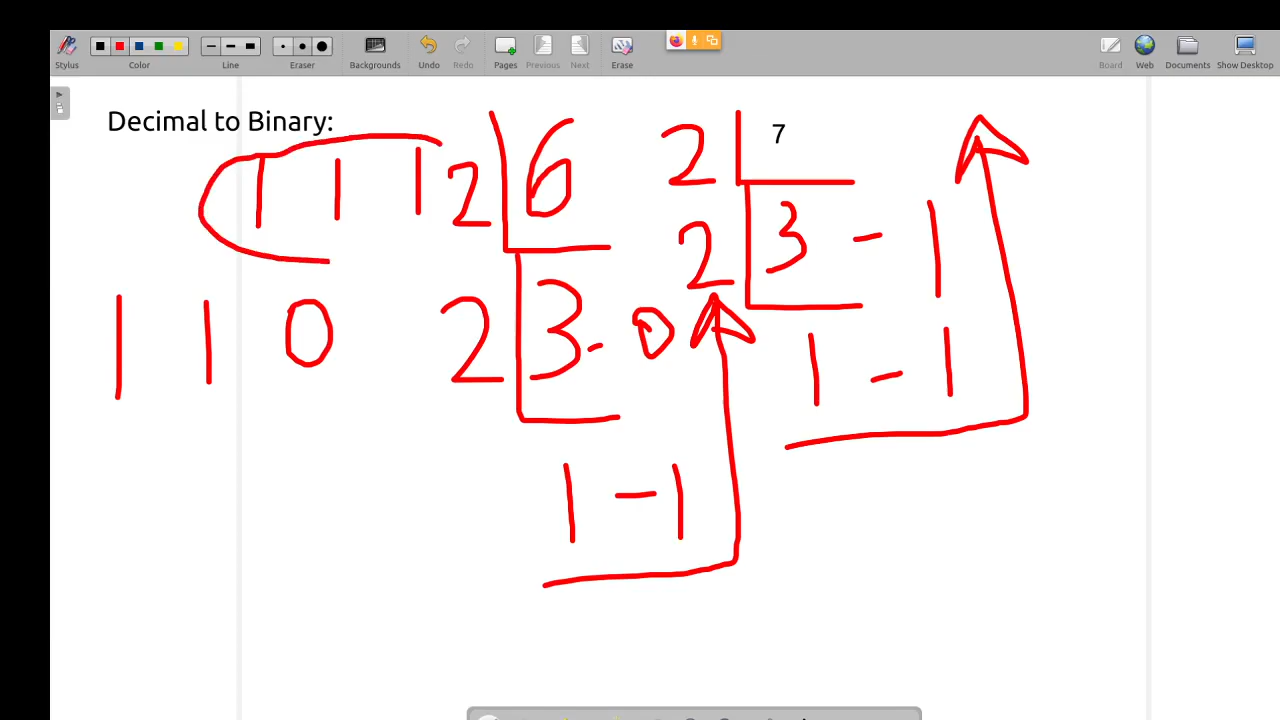 Stylus
Color
Line
Eraser
Backgrounds
Undo
Redo
Pages
Previous
Next
Erase
Board
Web
Documents
Show Desktop
Decimal to Binary:
1 1 1
1 1 0
2 6
2 3 - 0
1 - 1
2 7
2 3 - 1
1 - 1